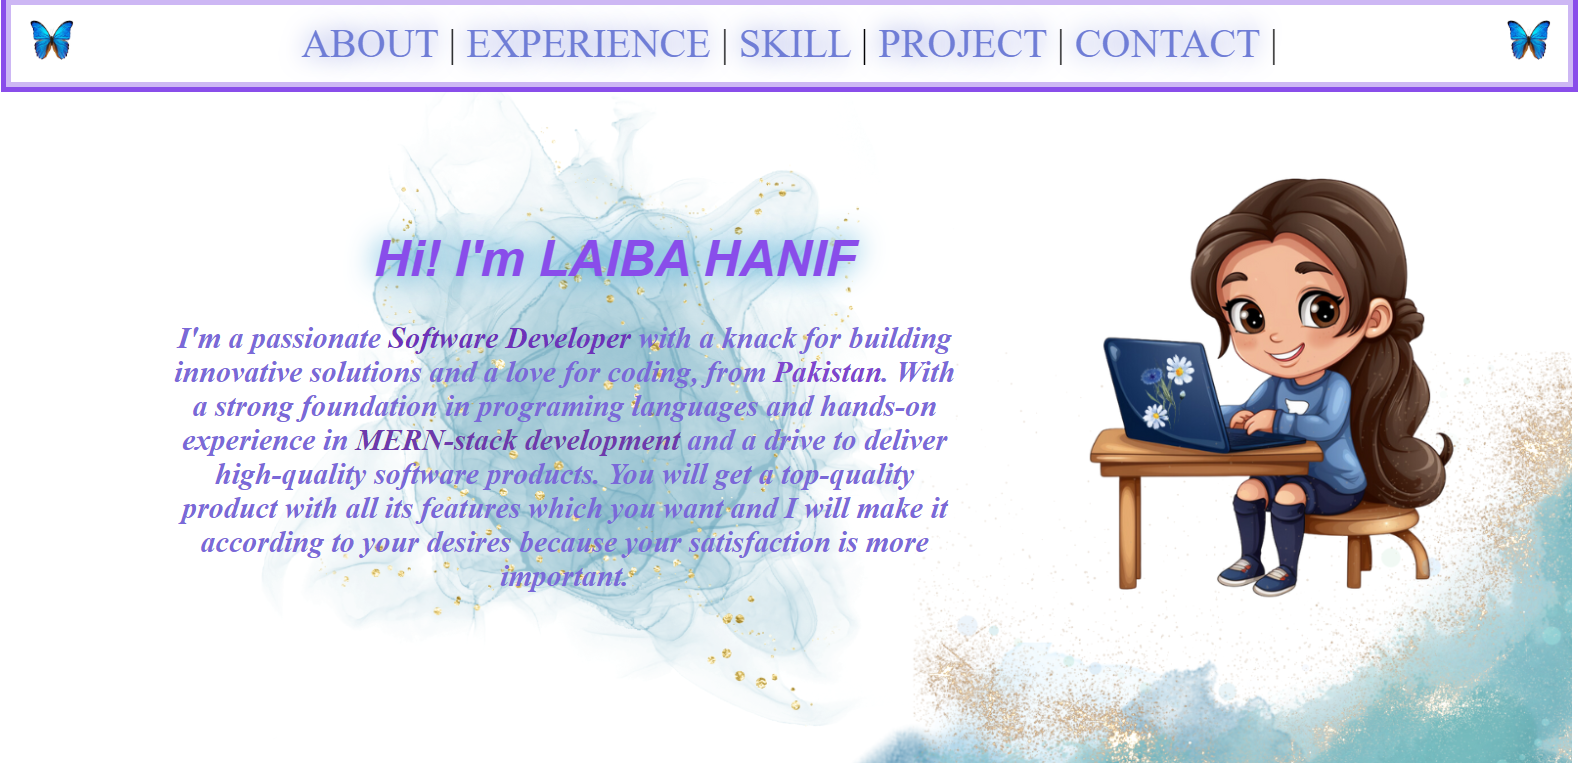 ABOUT | EXPERIENCE | SKILL | PROJECT | CONTACT |
Hi! I'm LAIBA HANIF
I'm a passionate Software Developer with a knack for building
innovative solutions and a love for coding, from Pakistan. With
a strong foundation in programing languages and hands-on
experience in MERN-stack development and a drive to deliver
high-quality software products. You will get a top-quality
product with all its features which you want and I will make it
according to your desires because your satisfaction is more
important.